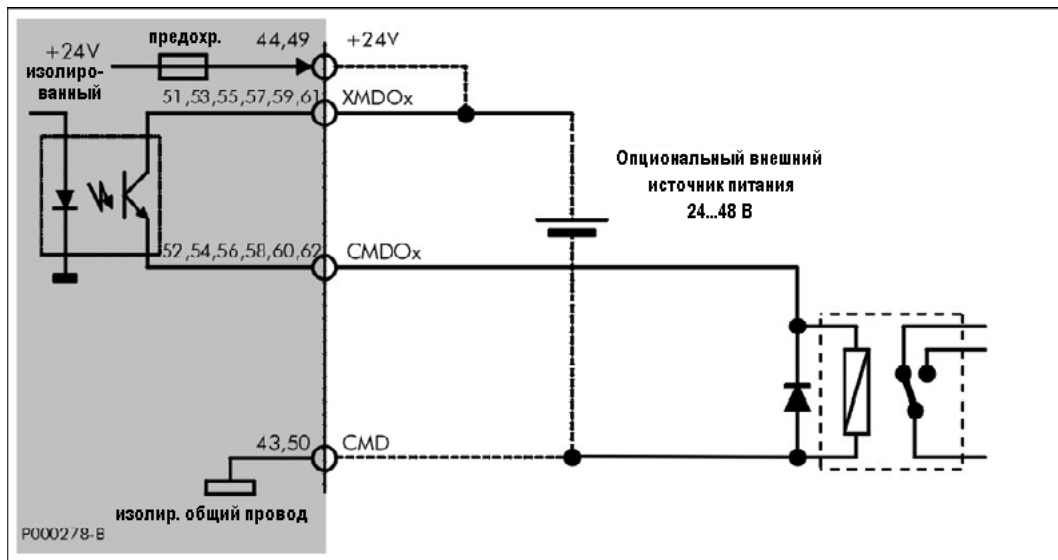 предохр.
44,49
+24V
+24V
изолиро-
ванный
51,53,55,57,59,61
XMDOx
Опциональный внешний
источник питания
24...48 В
52,54,56,58,60,62
CMDOx
43,50
CMD
изолир. общий провод
P000278-B